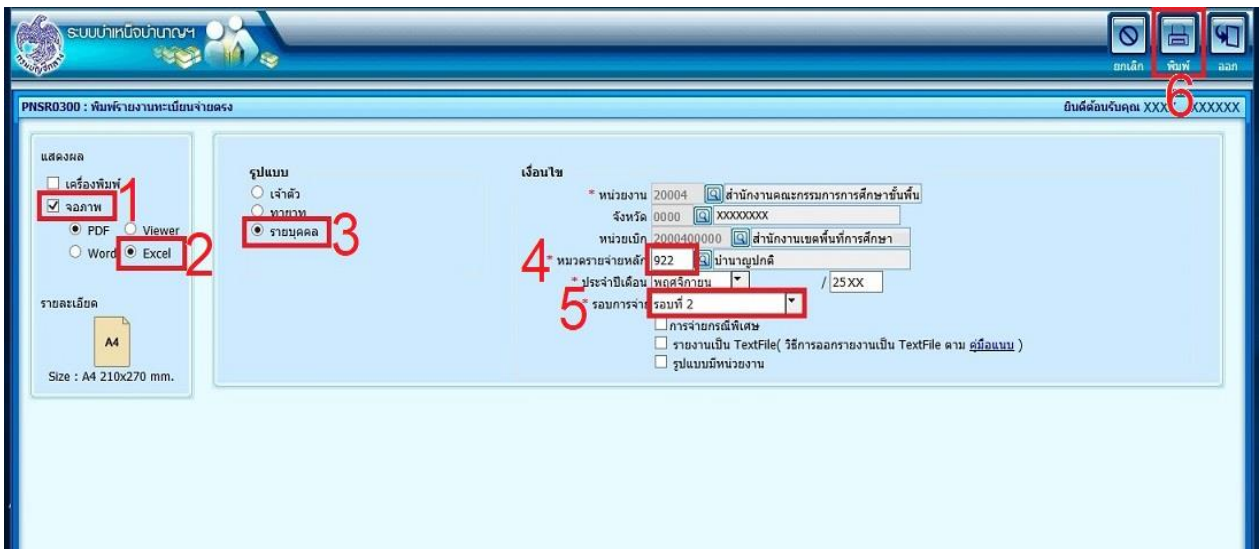 ระบบบำเหน็จบำนาญฯ
กรมบัญชีกลาง
ยกเลิก พิมพ์ ออก
6
PNSR0300 : พิมพ์รายงานทะเบียนจ่ายตรง
ยินดีต้อนรับคุณ XXXX XXXXXX
แสดงผล
เครื่องพิมพ์
จอภาพ
1
PDF Viewer
Word Excel
2
รายละเอียด
A4
Size : A4 210x270 mm.
รูปแบบ
เจ้าตัว
ทายาท
รายบุคคล
3
เงื่อนไข
* หน่วยงาน 20004 สำนักงานคณะกรรมการการศึกษาขั้นพื้น
จังหวัด 0000 XXXXXXXX
หน่วยเบิก 2000400000 สำนักงานเขตพื้นที่การศึกษา
4 * หมวดรายจ่ายหลัก 922 บำนาญปกติ
* ประจำปีเดือน พฤศจิกายน / 25XX
5 * รอบการจ่าย รอบที่ 2
การจ่ายกรณีพิเศษ
รายงานเป็น TextFile( วิธีการออกรายงานเป็น TextFile ตาม คู่มือแนบ )
รูปแบบมีหน่วยงาน